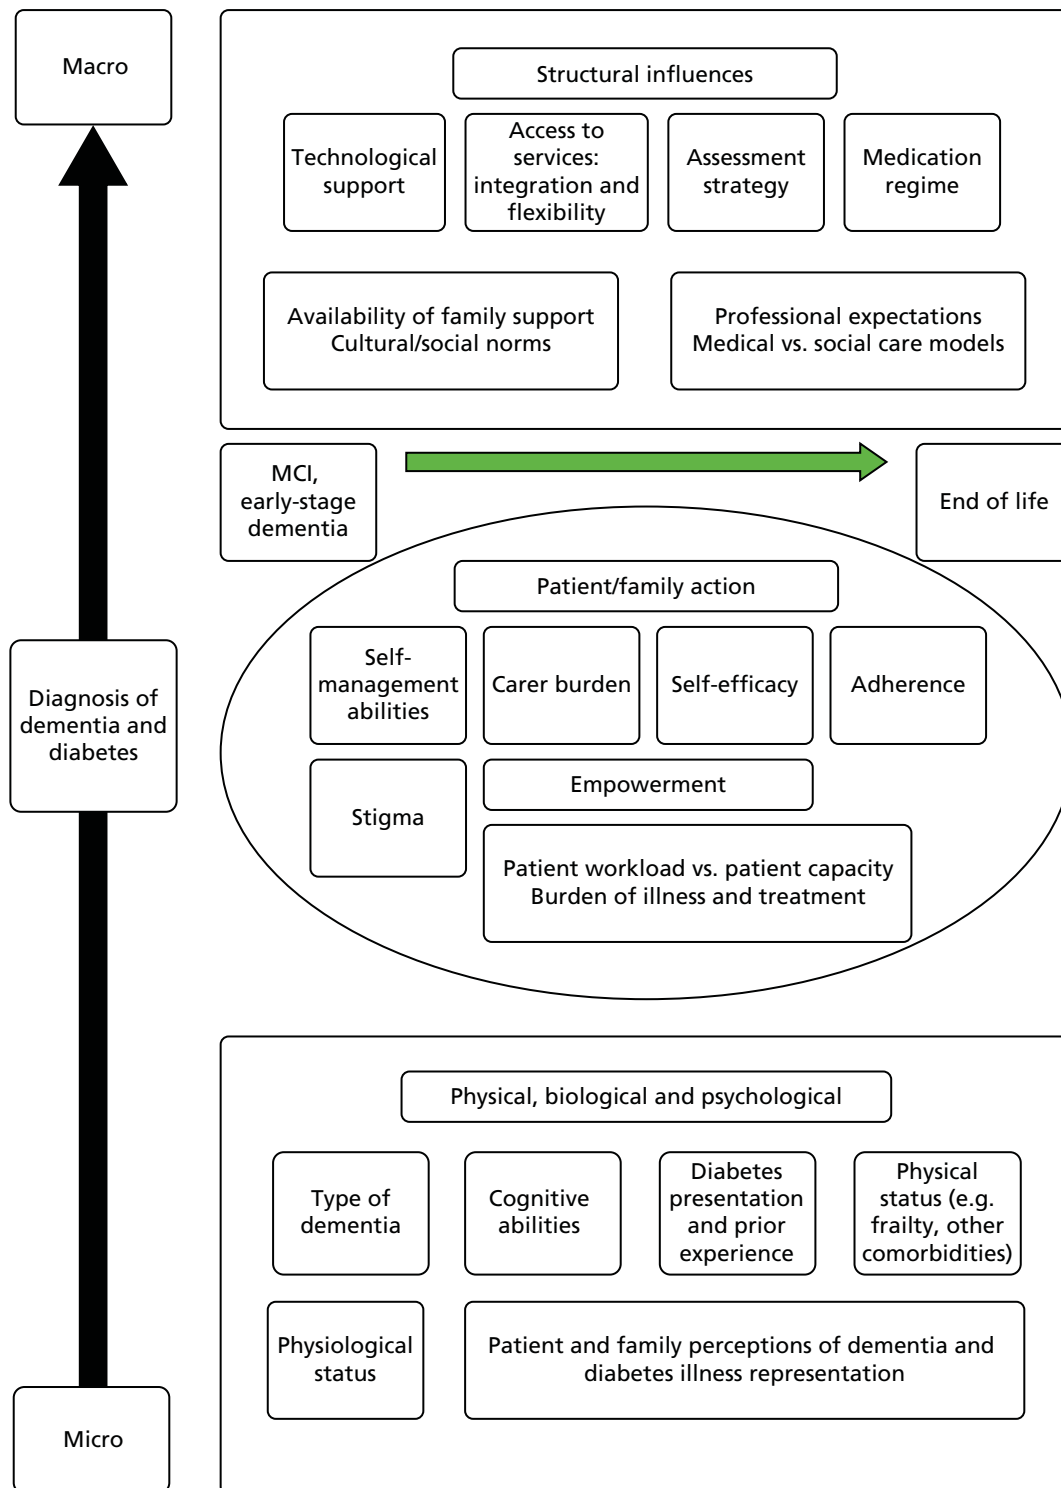 Macro
Structural influences
Technological
support
Access to
services:
integration and
flexibility
Assessment
strategy
Medication
regime
Availability of family support
Cultural/social norms
Professional expectations
Medical vs. social care models
MCI,
early-stage
dementia
End of life
Patient/family action
Self-
management
abilities
Carer burden
Self-efficacy
Adherence
Diagnosis of
dementia and
diabetes
Stigma
Empowerment
Patient workload vs. patient capacity
Burden of illness and treatment
Physical, biological and psychological
Type of
dementia
Cognitive
abilities
Diabetes
presentation
and prior
experience
Physical
status (e.g.
frailty, other
comorbidities)
Physiological
status
Patient and family perceptions of dementia and
diabetes illness representation
Micro